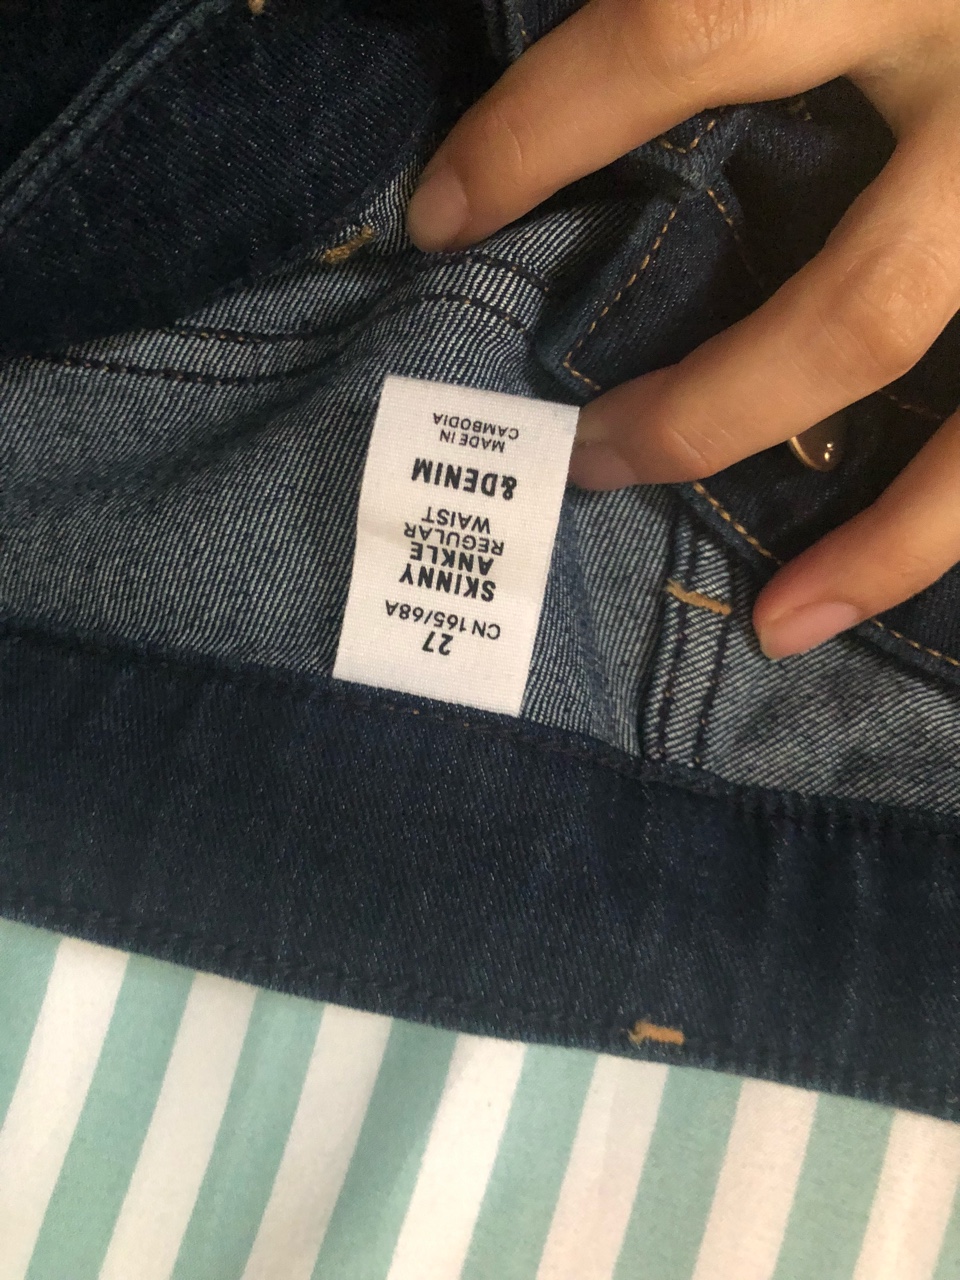 27
CN 165/68A
SKINNY
ANKLE
REGULAR
WAIST
&DENIM
MADE IN
CAMBODIA